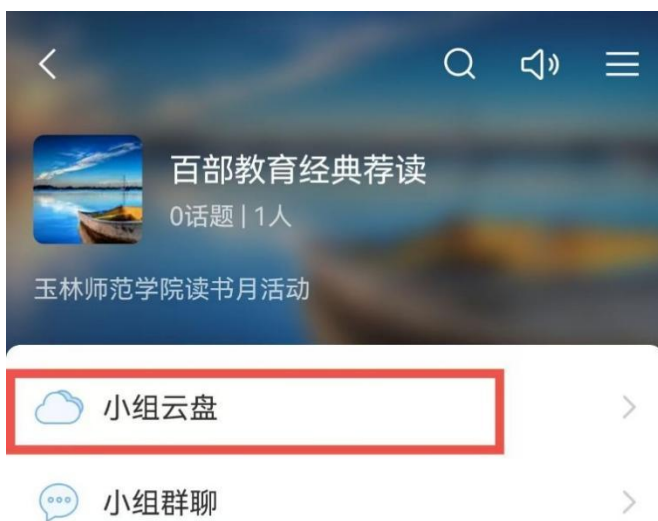 百部教育经典荐读
0话题 | 1人
玉林师范学院读书月活动
小组云盘
小组群聊